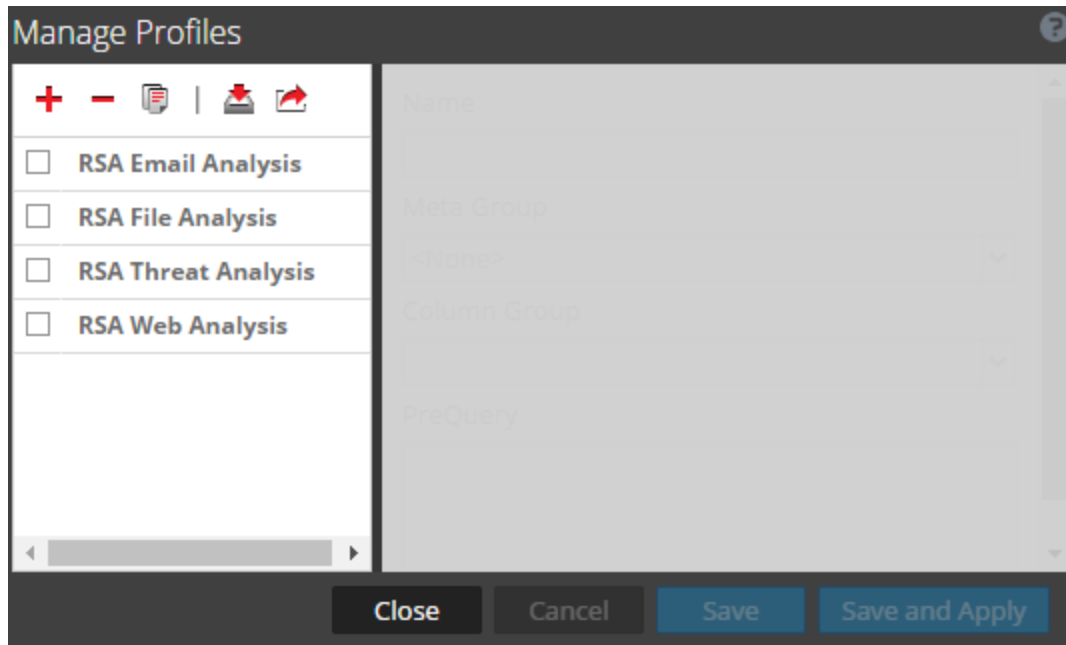 Manage Profiles
?
RSA Email Analysis
RSA File Analysis
RSA Threat Analysis
RSA Web Analysis
Name
Meta Group
<None>
Column Group
PreQuery
Close Cancel Save Save and Apply